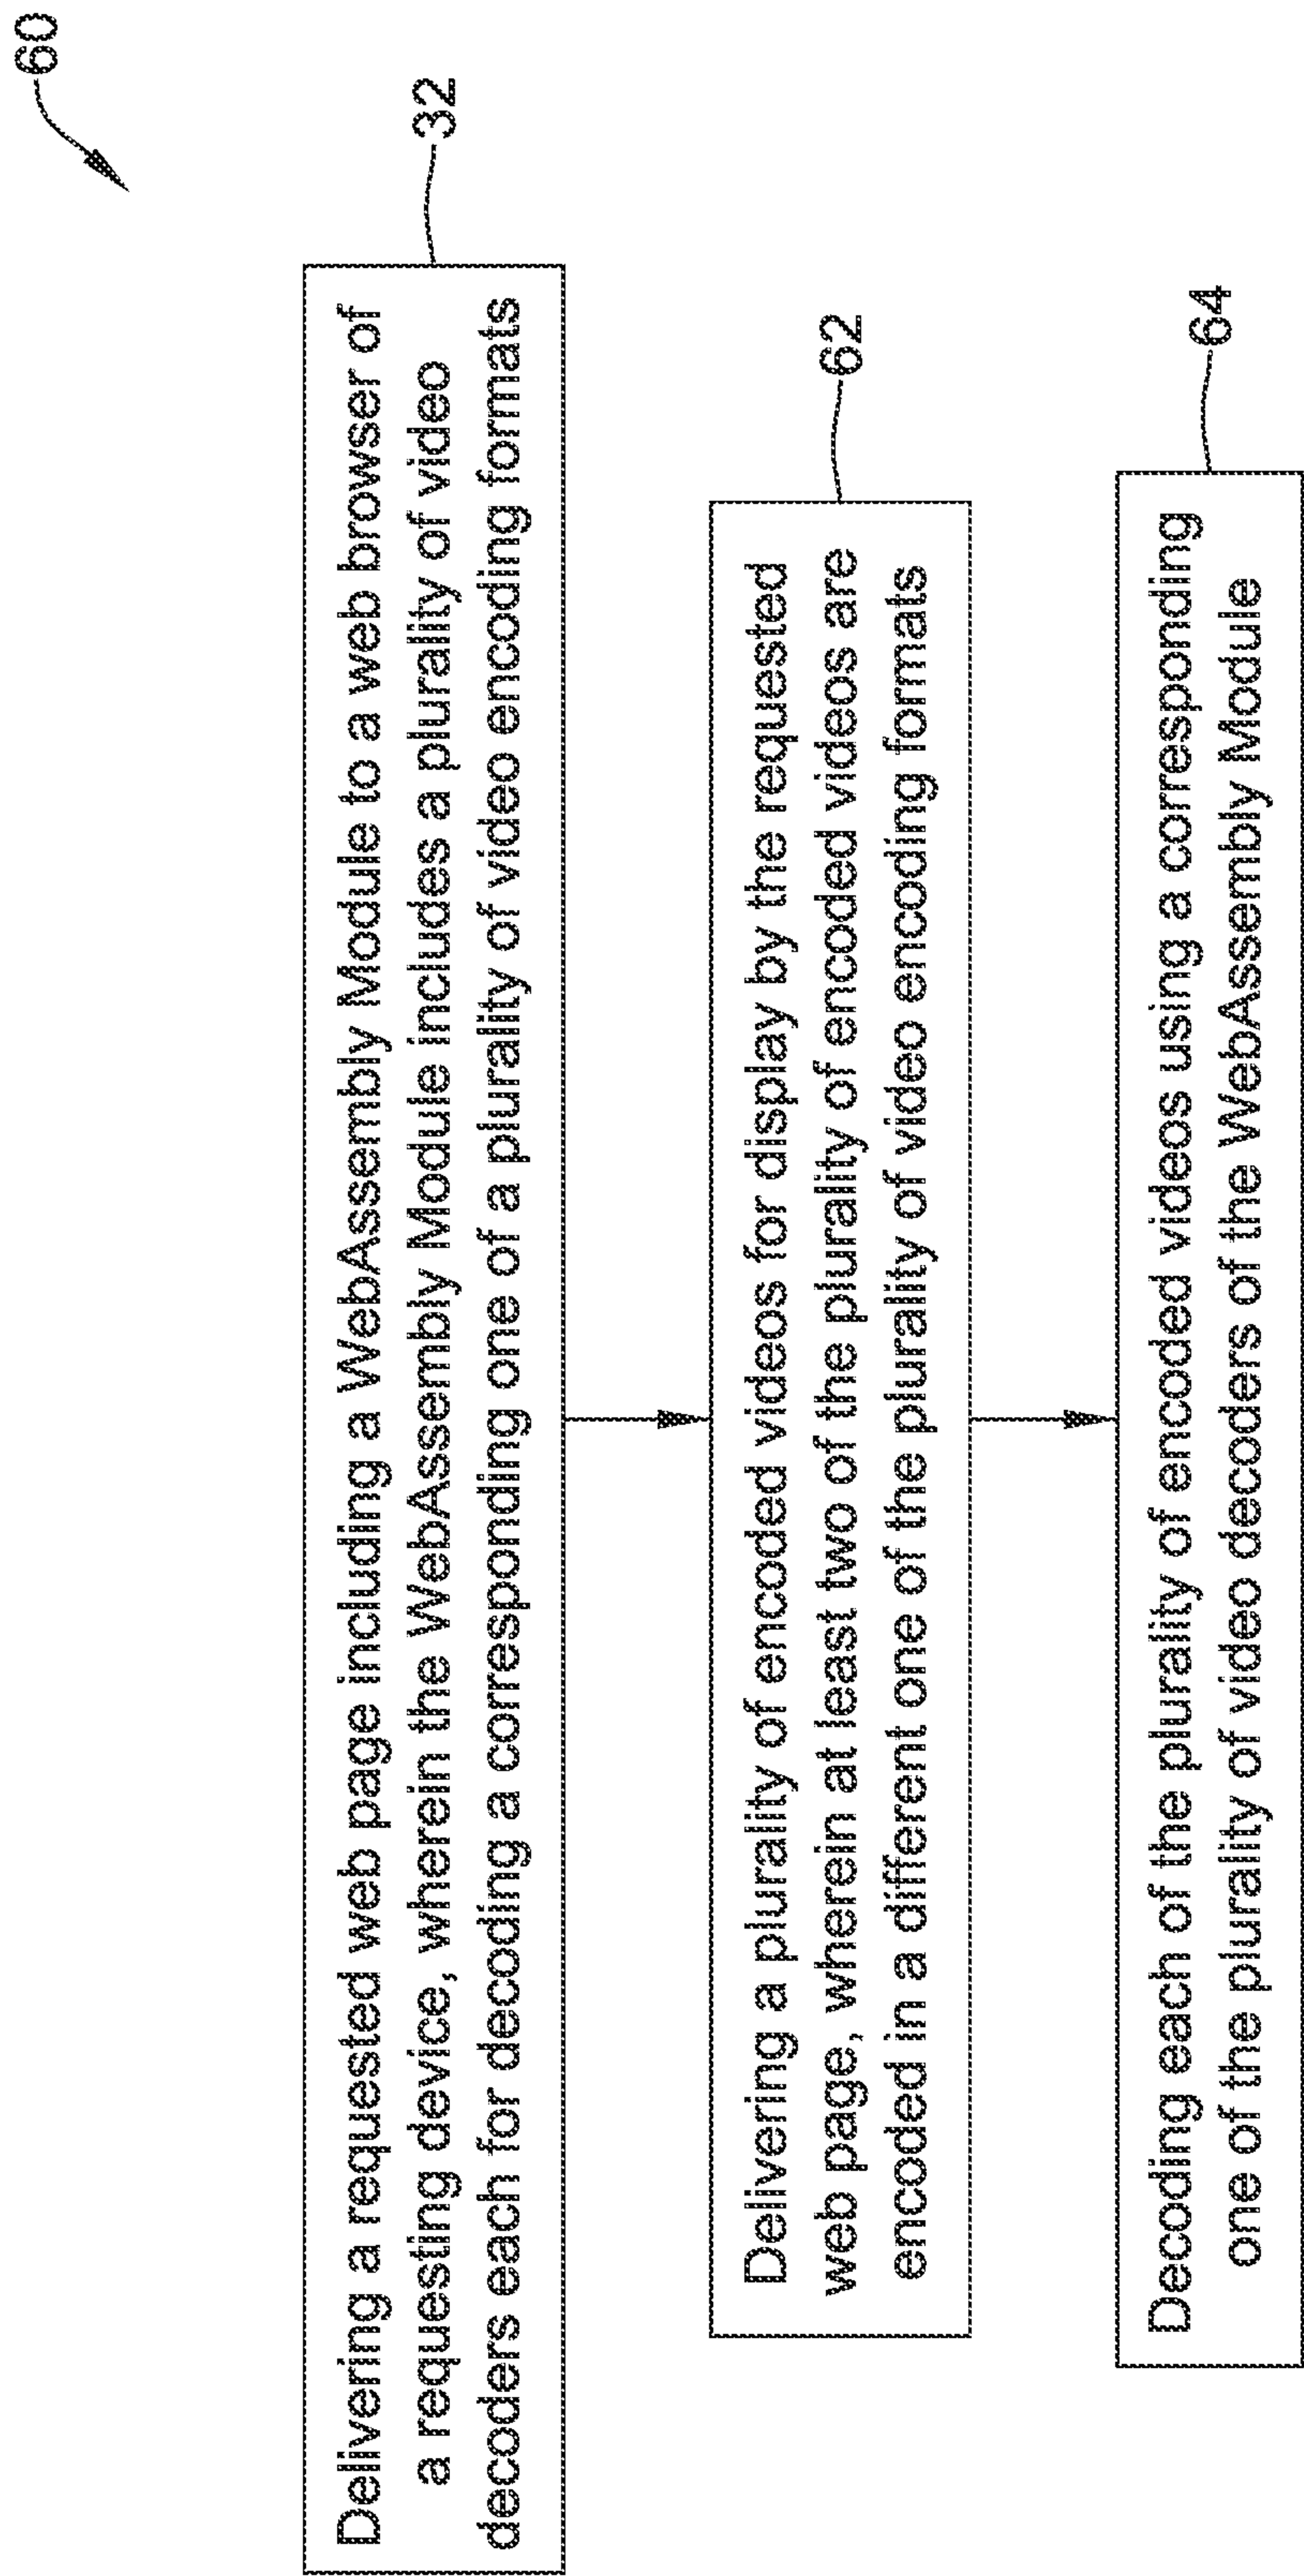 60
Delivering a requested web page including a WebAssembly Module to a web browser of
a requesting device, wherein the WebAssembly Module includes a plurality of video
decoders each for decoding a corresponding one of a plurality of video encoding formats
32
Delivering a plurality of encoded videos for display by the requested
web page, wherein at least two of the plurality of encoded videos are
encoded in a different one of the plurality of video encoding formats
62
Decoding each of the plurality of encoded videos using a corresponding
one of the plurality of video decoders of the WebAssembly Module
64